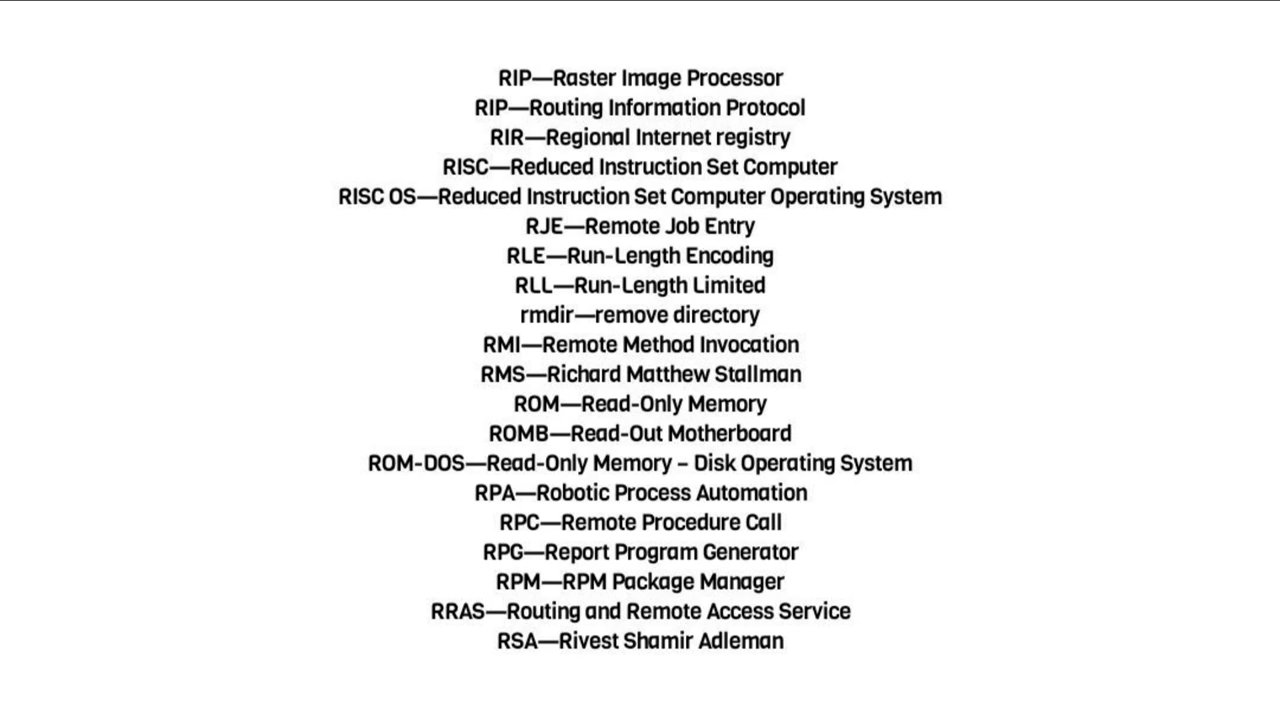 RIP—Raster Image Processor
RIP—Routing Information Protocol
RIR—Regional Internet registry
RISC—Reduced Instruction Set Computer
RISC OS—Reduced Instruction Set Computer Operating System
RJE—Remote Job Entry
RLE—Run-Length Encoding
RLL—Run-Length Limited
rmdir—remove directory
RMI—Remote Method Invocation
RMS—Richard Matthew Stallman
ROM—Read-Only Memory
ROMB—Read-Out Motherboard
ROM-DOS—Read-Only Memory – Disk Operating System
RPA—Robotic Process Automation
RPC—Remote Procedure Call
RPG—Report Program Generator
RPM—RPM Package Manager
RRAS—Routing and Remote Access Service
RSA—Rivest Shamir Adleman